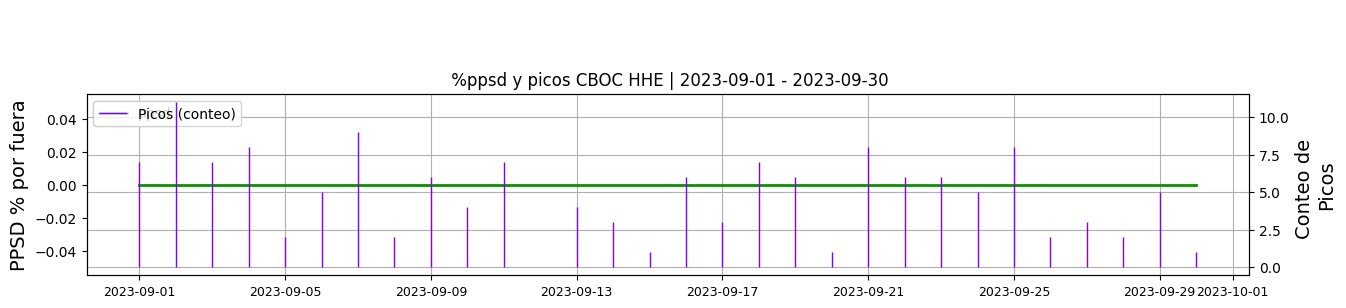 %ppsd y picos CBOC HHE | 2023-09-01 - 2023-09-30
PPSD % por fuera
0.04
0.02
0.00
−0.02
−0.04
Picos (conteo)
10.0
7.5
5.0
2.5
0.0
Conteo de
Picos
2023-09-01 2023-09-05 2023-09-09 2023-09-13 2023-09-17 2023-09-21 2023-09-25 2023-09-29 2023-10-01